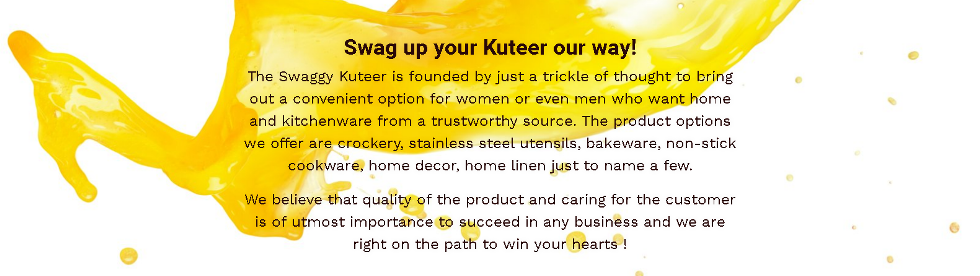 Swag up your Kuteer our way!
The Swaggy Kuteer is founded by just a trickle of thought to bring
out a convenient option for women or even men who want home
and kitchenware from a trustworthy source. The product options
we offer are crockery, stainless steel utensils, bakeware, non-stick
cookware, home decor, home linen just to name a few.
We believe that quality of the product and caring for the customer
is of utmost importance to succeed in any business and we are
right on the path to win your hearts !